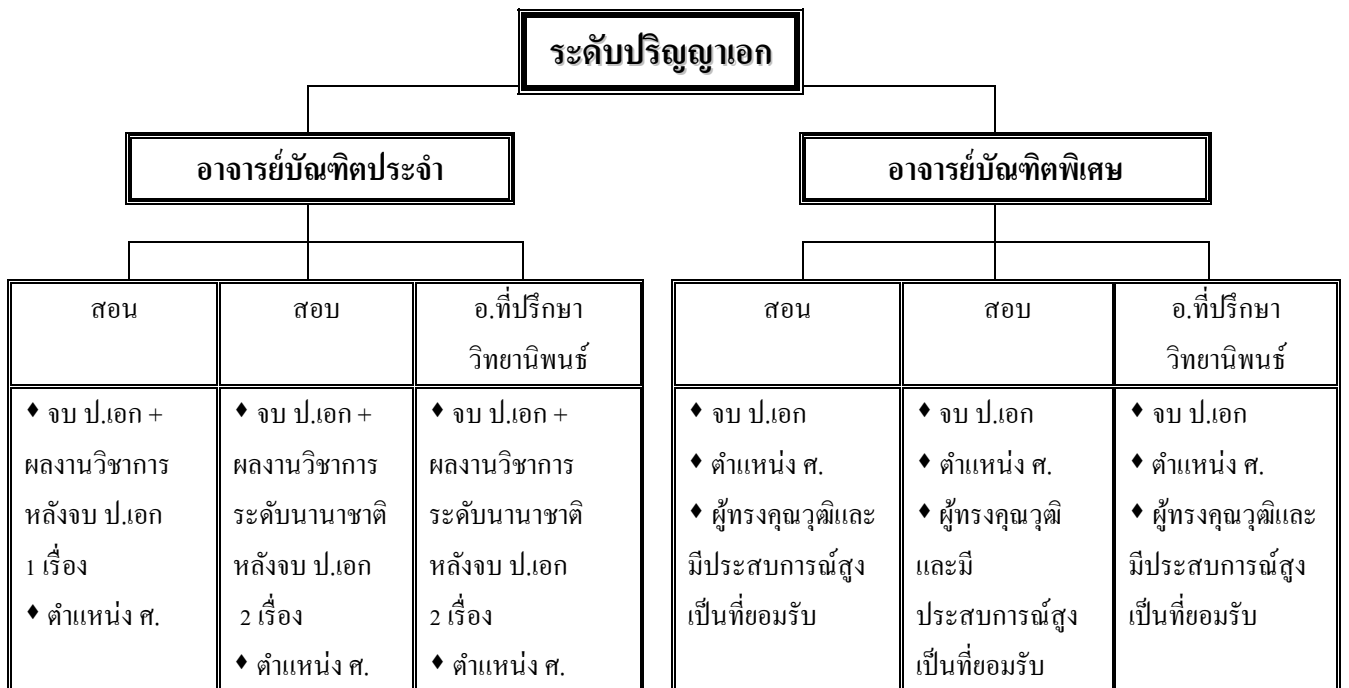 ระดับปริญญาเอก
อาจารย์บัณฑิตประจำ
อาจารย์บัณฑิตพิเศษ
สอน
สอบ
อ.ที่ปรึกษา
วิทยานิพนธ์
♦ จบ ป.เอก +
ผลงานวิชาการ
หลังจบ ป.เอก
1 เรื่อง
♦ ตำแหน่ง ศ.
♦ จบ ป.เอก +
ผลงานวิชาการ
ระดับนานาชาติ
หลังจบ ป.เอก
2 เรื่อง
♦ ตำแหน่ง ศ.
♦ จบ ป.เอก +
ผลงานวิชาการ
ระดับนานาชาติ
หลังจบ ป.เอก
2 เรื่อง
♦ ตำแหน่ง ศ.
สอน
สอบ
อ.ที่ปรึกษา
วิทยานิพนธ์
♦ จบ ป.เอก
♦ ตำแหน่ง ศ.
♦ ผู้ทรงคุณวุฒิและ
มีประสบการณ์สูง
เป็นที่ยอมรับ
♦ จบ ป.เอก
♦ ตำแหน่ง ศ.
♦ ผู้ทรงคุณวุฒิ
และมี
ประสบการณ์สูง
เป็นที่ยอมรับ
♦ จบ ป.เอก
♦ ตำแหน่ง ศ.
♦ ผู้ทรงคุณวุฒิและ
มีประสบการณ์สูง
เป็นที่ยอมรับ